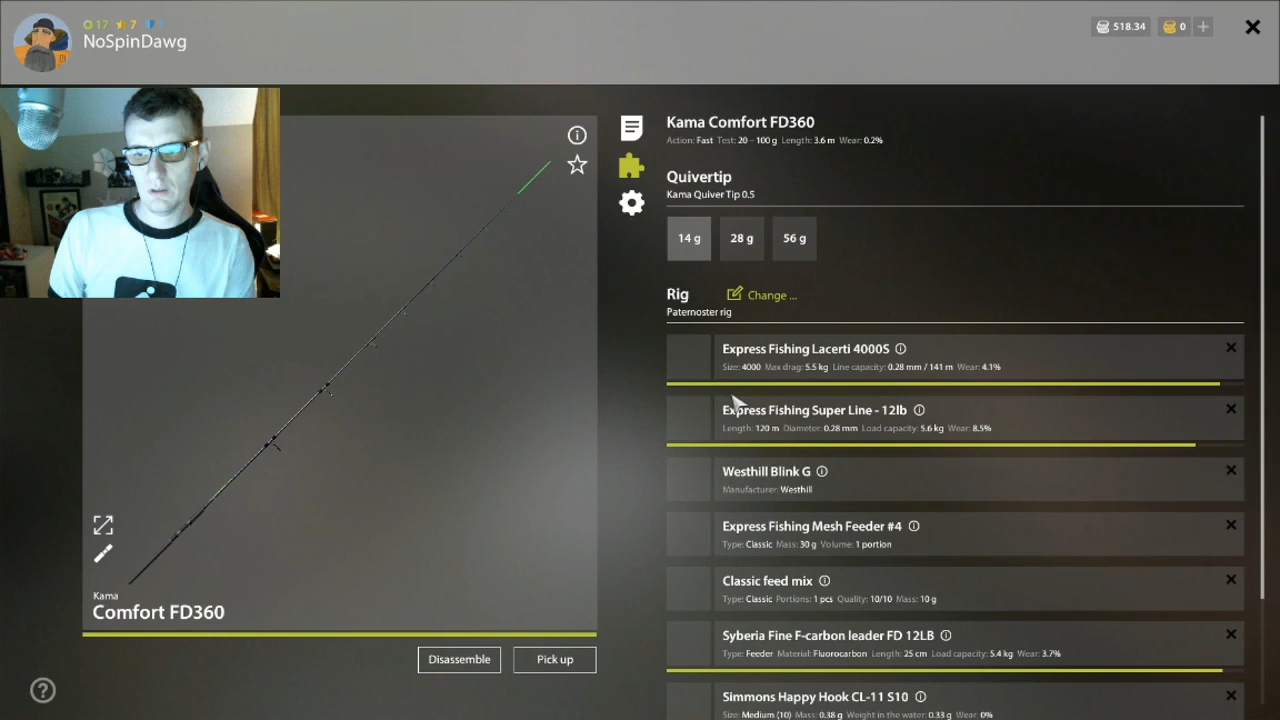 17 7
NoSpinDawg
518.34 0 +
Kama
Comfort FD360
Disassemble Pick up
?
Kama Comfort FD360
Action: Fast Test: 20 – 100 g Length: 3.6 m Wear: 0.2%
Quivertip
Kama Quiver Tip 0.5
14 g 28 g 56 g
Rig Change ...
Paternoster rig
Express Fishing Lacerti 4000S
Size: 4000 Max drag: 5.5 kg Line capacity: 0.28 mm / 141 m Wear: 4.1%
Express Fishing Super Line - 12lb
Length: 120 m Diameter: 0.28 mm Load capacity: 5.6 kg Wear: 8.5%
Westhill Blink G
Manufacturer: Westhill
Express Fishing Mesh Feeder #4
Type: Classic Mass: 30 g Volume: 1 portion
Classic feed mix
Type: Classic Portions: 1 pcs Quality: 10/10 Mass: 10 g
Syberia Fine F-carbon leader FD 12LB
Type: Feeder Material: Fluorocarbon Length: 25 cm Load capacity: 5.4 kg Wear: 3.7%
Simmons Happy Hook CL-11 S10
Size: Medium (10) Mass: 0.38 g Weight in the water: 0.33 g Wear: 0%